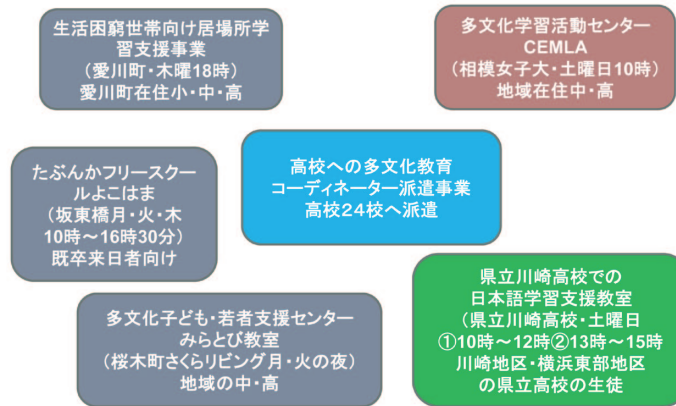 生活困窮世帯向け居場所学
習支援事業
（愛川町・木曜18時）
愛川町在住小・中・高
多文化学習活動センター
CEMLA
（相模女子大・土曜日10時）
地域在住中・高
たぶんかフリースクー
ルよこはま
（坂東橋月・火・木
10時～16時30分）
既卒来日者向け
高校への多文化教育
コーディネーター派遣事業
高校24校へ派遣
多文化子ども・若者支援センター
みらとび教室
（桜木町さくらリビング月・火の夜）
地域の中・高
県立川崎高校での
日本語学習支援教室
（県立川崎高校・土曜日
①10時～12時②13時～15時
川崎地区・横浜東部地区
の県立高校の生徒